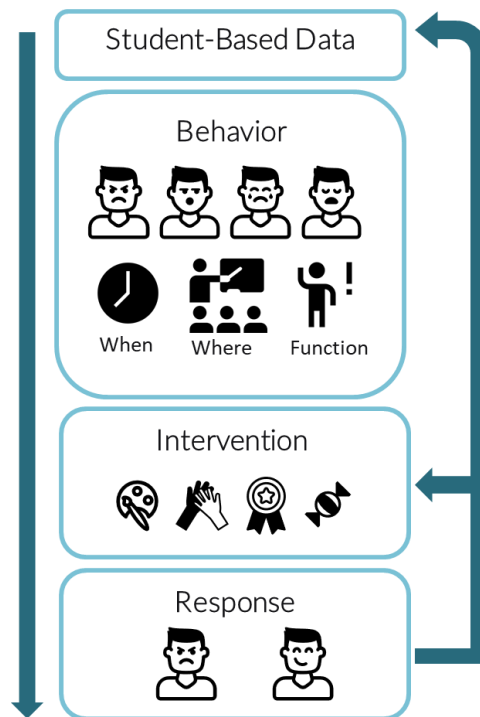 Student-Based Data
Behavior
When Where Function
Intervention
Response